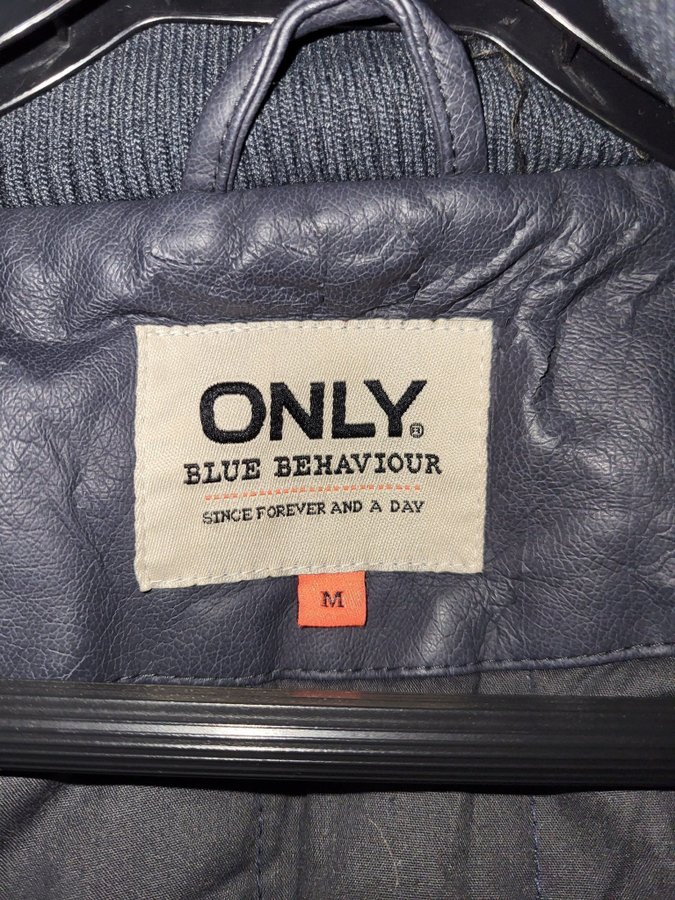 ONLY®
BLUE BEHAVIOUR
SINCE FOREVER AND A DAY
M